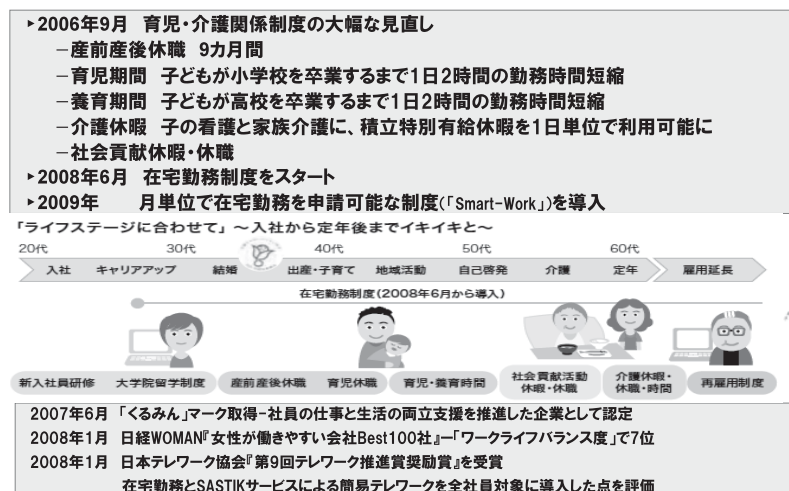 ▸2006年9月 育児・介護関係制度の大幅な見直し
－産前産後休職 9カ月間
－育児期間 子どもが小学校を卒業するまで1日2時間の勤務時間短縮
－養育期間 子どもが高校を卒業するまで1日2時間の勤務時間短縮
－介護休暇 子の看護と家族介護に、積立特別有給休暇を1日単位で利用可能に
－社会貢献休暇・休職
▸2008年6月 在宅勤務制度をスタート
▸2009年 月単位で在宅勤務を申請可能な制度(「Smart-Work」)を導入
「ライフステージに合わせて」～入社から定年後までイキイキと～
20代 30代 40代 50代 60代
入社 キャリアアップ 結婚 出産・子育て 地域活動 自己啓発 介護 定年 雇用延長
在宅勤務制度(2008年6月から導入)
新入社員研修 大学院留学制度 産前産後休職 育児休職 育児・養育時間 社会貢献活動休暇・休職 介護休暇・休職・時間 再雇用制度
2007年6月 「くるみん」マーク取得-社員の仕事と生活の両立支援を推進した企業として認定
2008年1月 日経WOMAN『女性が働きやすい会社Best100社』―「ワークライフバランス度」で7位
2008年1月 日本テレワーク協会『第9回テレワーク推進賞奨励賞』を受賞
在宅勤務とSASTIKサービスによる簡易テレワークを全社員対象に導入した点を評価